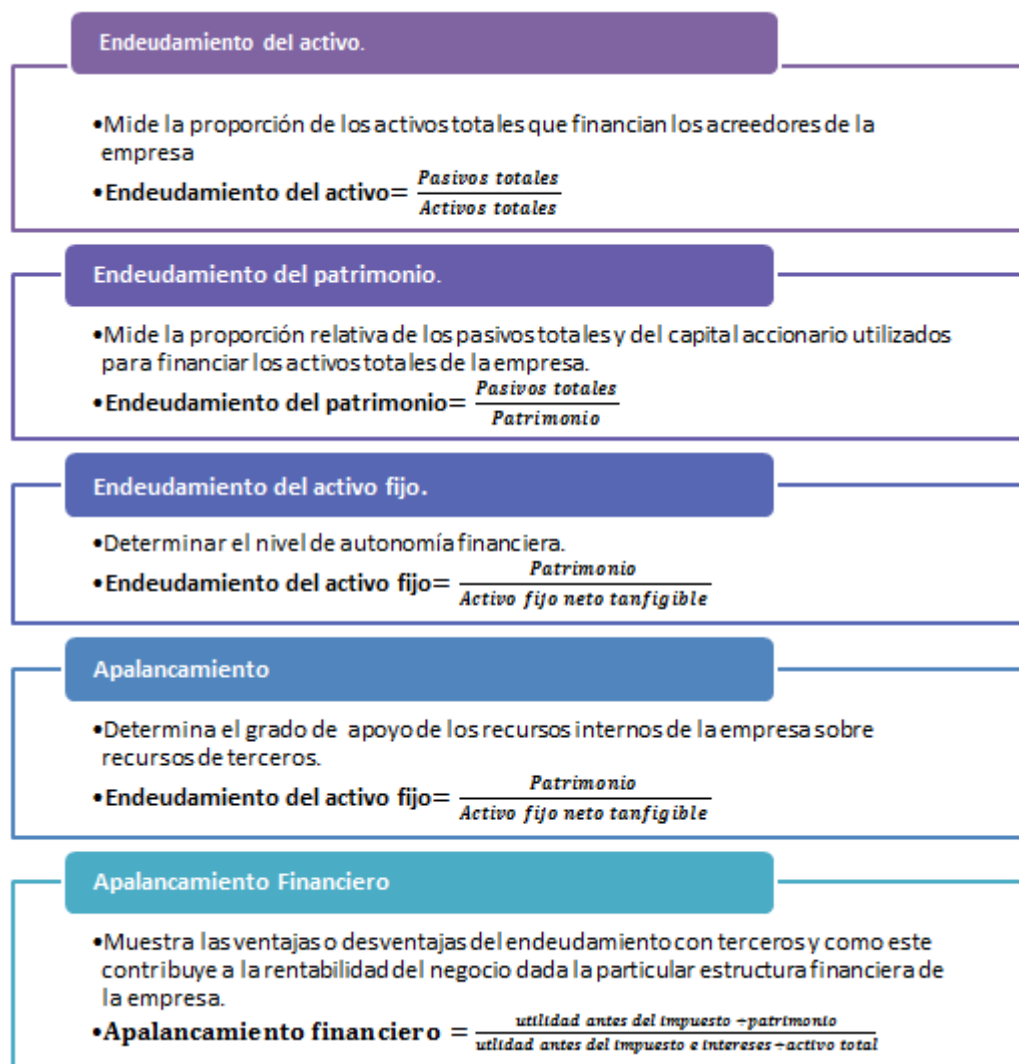 Endeudamiento del activo.
•Mide la proporción de los activos totales que financian los acreedores de la
empresa
•Endeudamiento del activo= Pasivos totales / Activos totales
Endeudamiento del patrimonio.
•Mide la proporción relativa de los pasivos totales y del capital accionario utilizados
para financiar los activos totales de la empresa.
•Endeudamiento del patrimonio= Pasivos totales / Patrimonio
Endeudamiento del activo fijo.
•Determinar el nivel de autonomía financiera.
•Endeudamiento del activo fijo= Patrimonio / Activo fijo neto tanfigible
Apalancamiento
•Determina el grado de apoyo de los recursos internos de la empresa sobre
recursos de terceros.
•Endeudamiento del activo fijo= Patrimonio / Activo fijo neto tanfigible
Apalancamiento Financiero
•Muestra las ventajas o desventajas del endeudamiento con terceros y como este
contribuye a la rentabilidad del negocio dada la particular estructura financiera de
la empresa.
•Apalancamiento financiero = utilidad antes del impuesto ÷patrimonio / utlidad antes del impuesto e intereses÷activo total